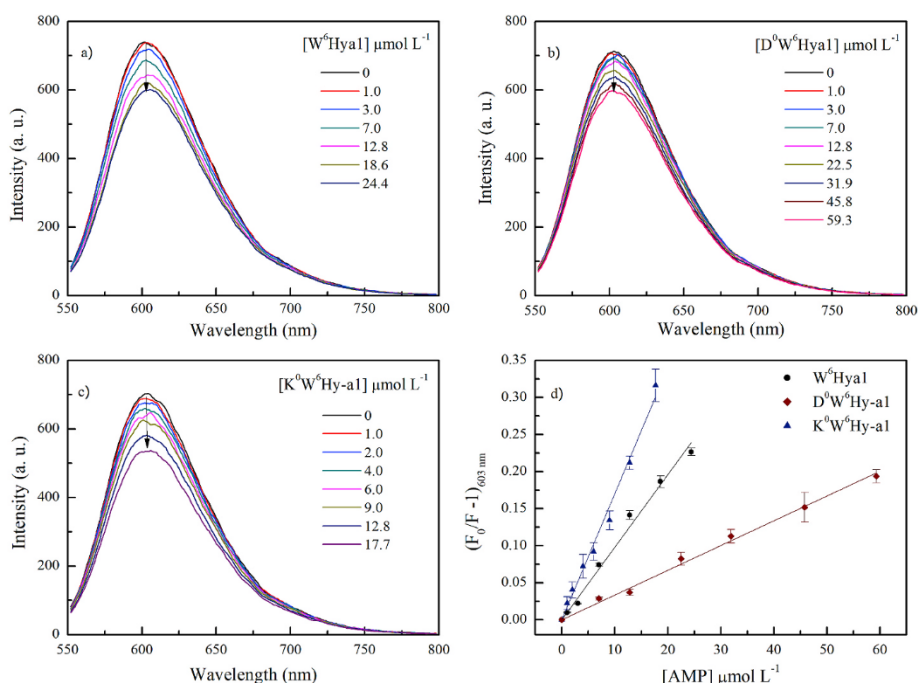 a)
[W⁶Hya1] μmol L⁻¹
0
1.0
3.0
7.0
12.8
18.6
24.4
Intensity (a. u.)
800
600
400
200
0
550 600 650 700 750 800
Wavelength (nm)
b)
[D⁰W⁶Hya1] μmol L⁻¹
0
1.0
3.0
7.0
12.8
22.5
31.9
45.8
59.3
Intensity (a. u.)
800
600
400
200
0
550 600 650 700 750 800
Wavelength (nm)
c)
[K⁰W⁶Hy-a1] μmol L⁻¹
0
1.0
2.0
4.0
6.0
9.0
12.8
17.7
Intensity (a. u.)
800
600
400
200
0
550 600 650 700 750 800
Wavelength (nm)
d)
W⁶Hya1
D⁰W⁶Hy-a1
K⁰W⁶Hy-a1
(F₀/F -1)₆₀₃ ₙₘ
0.35
0.30
0.25
0.20
0.15
0.10
0.05
0.00
0 10 20 30 40 50 60
[AMP] μmol L⁻¹